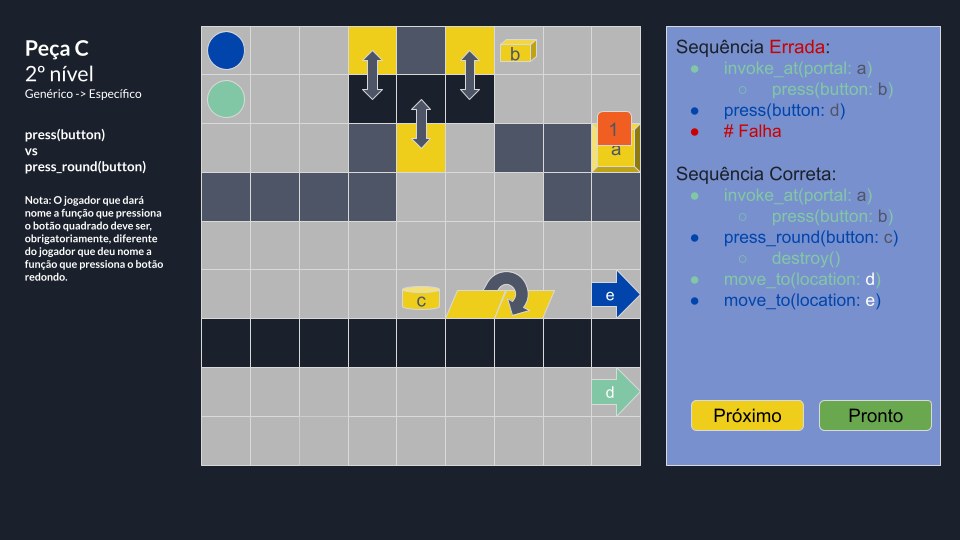 Peça C
2º nível
Genérico -> Específico
press(button)
vs
press_round(button)
Nota: O jogador que dará
nome a função que pressiona
o botão quadrado deve ser,
obrigatoriamente, diferente
do jogador que deu nome a
função que pressiona o botão
redondo.
b
1
a
c
e
d
Sequência Errada:
● invoke_at(portal: a)
○ press(button: b)
● press(button: d)
● # Falha
Sequência Correta:
● invoke_at(portal: a)
○ press(button: b)
● press_round(button: c)
○ destroy()
● move_to(location: d)
● move_to(location: e)
Próximo
Pronto